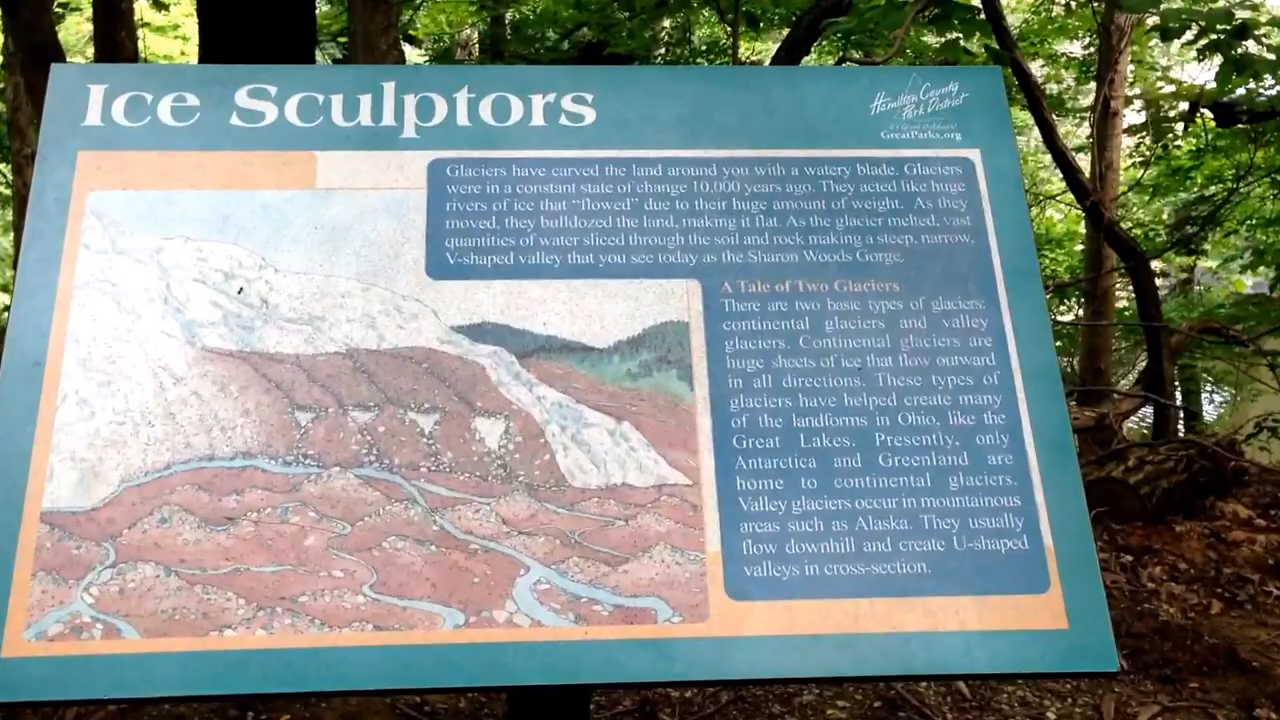 Ice Sculptors
Hamilton County
Park District
GreatParks.org
Glaciers have carved the land around you with a watery blade. Glaciers
were in a constant state of change 10,000 years ago. They acted like huge
rivers of ice that “flowed” due to their huge amount of weight. As they
moved, they bulldozed the land, making it flat. As the glacier melted, vast
quantities of water sliced through the soil and rock making a steep, narrow,
V-shaped valley that you see today as the Sharon Woods Gorge.
A Tale of Two Glaciers
There are two basic types of glaciers:
continental glaciers and valley
glaciers. Continental glaciers are
huge sheets of ice that flow outward
in all directions. These types of
glaciers have helped create many
of the landforms in Ohio, like the
Great Lakes. Presently, only
Antarctica and Greenland are
home to continental glaciers.
Valley glaciers occur in mountainous
areas such as Alaska. They usually
flow downhill and create U-shaped
valleys in cross-section.